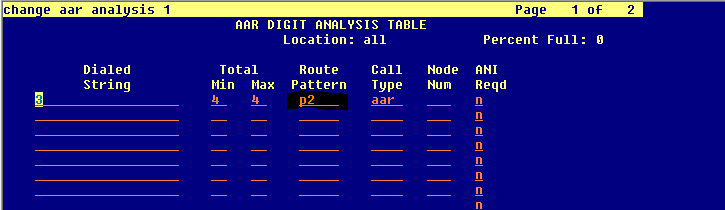 change aar analysis 1 Page 1 of 2
AAR DIGIT ANALYSIS TABLE
Location: all Percent Full: 0
Dialed Total Route Call Node ANI
String Min Max Pattern Type Num Reqd
3 4 4 p2 aar n
n
n
n
n
n
n
n